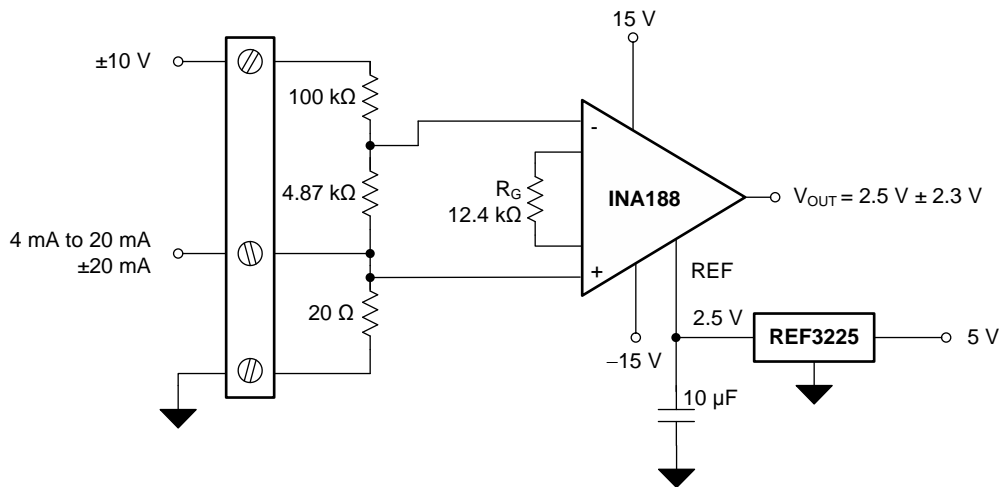 15 V
±10 V
100 kΩ
-
4.87 kΩ
R_G
12.4 kΩ
INA188
V_OUT = 2.5 V ± 2.3 V
4 mA to 20 mA
±20 mA
+
REF
20 Ω
2.5 V
REF3225
5 V
–15 V
10 µF